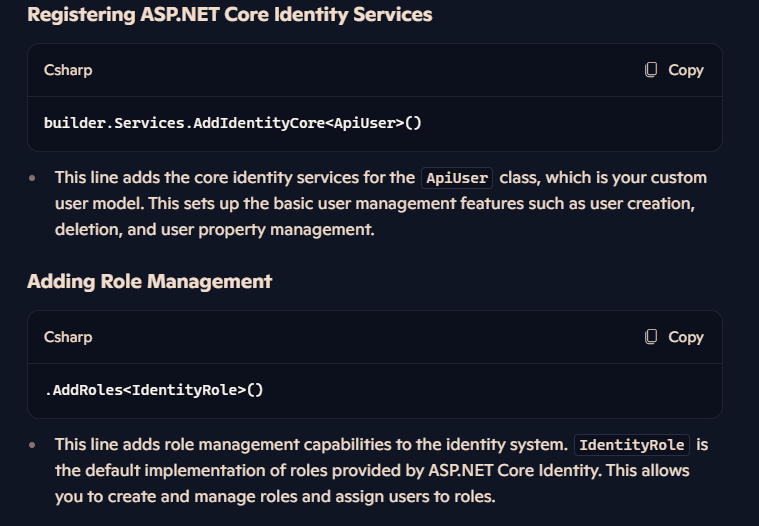 Registering ASP.NET Core Identity Services
Csharp Copy
builder.Services.AddIdentityCore<ApiUser>()
• This line adds the core identity services for the ApiUser class, which is your custom
user model. This sets up the basic user management features such as user creation,
deletion, and user property management.
Adding Role Management
Csharp Copy
.AddRoles<IdentityRole>()
• This line adds role management capabilities to the identity system. IdentityRole is
the default implementation of roles provided by ASP.NET Core Identity. This allows
you to create and manage roles and assign users to roles.